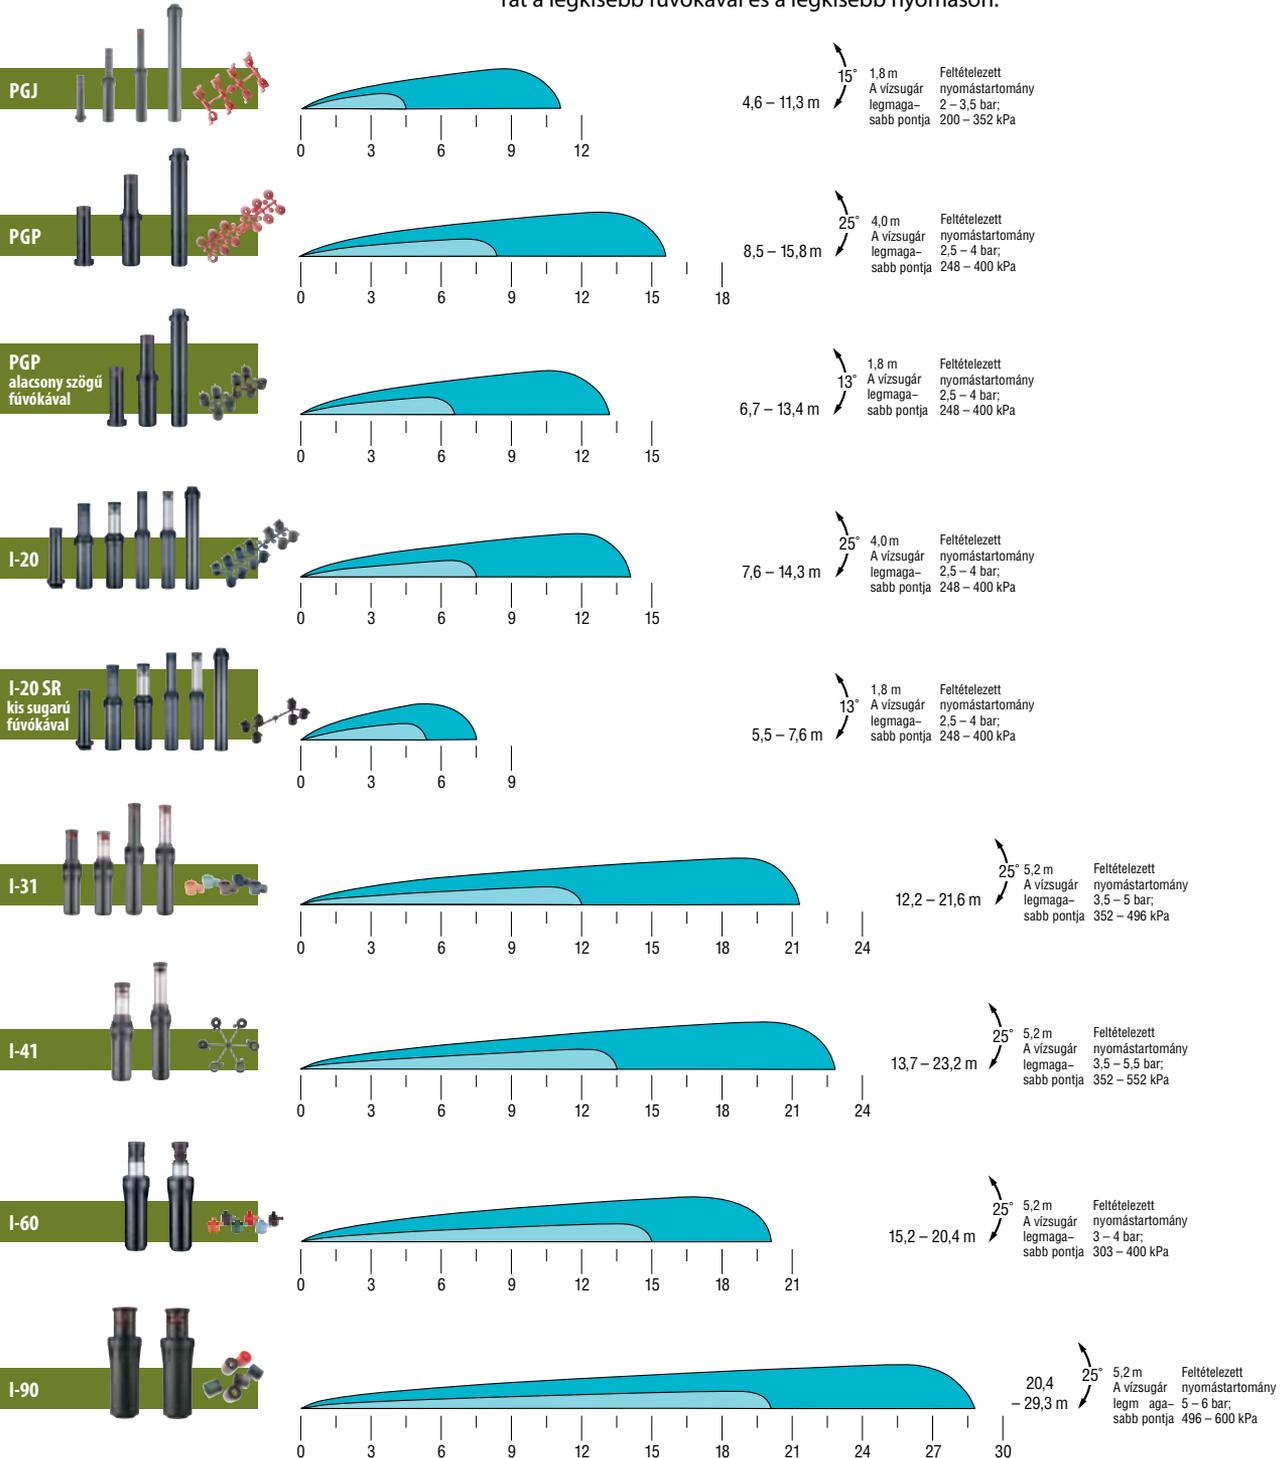 rát a legkisebb fúvókával és a legkisebb nyomáson.
PGJ
4,6 – 11,3 m
15°
1,8 m
A vízsugár
legmaga–
sabb pontja
Feltételezett
nyomástartomány
2 – 3,5 bar;
200 – 352 kPa
0 3 6 9 12
PGP
8,5 – 15,8 m
25°
4,0 m
A vízsugár
legmaga–
sabb pontja
Feltételezett
nyomástartomány
2,5 – 4 bar;
248 – 400 kPa
0 3 6 9 12 15 18
PGP
alacsony szögű
fúvókával
6,7 – 13,4 m
13°
1,8 m
A vízsugár
legmaga–
sabb pontja
Feltételezett
nyomástartomány
2,5 – 4 bar;
248 – 400 kPa
0 3 6 9 12 15
I-20
7,6 – 14,3 m
25°
4,0 m
A vízsugár
legmaga–
sabb pontja
Feltételezett
nyomástartomány
2,5 – 4 bar;
248 – 400 kPa
0 3 6 9 12 15
I-20 SR
kis sugarú
fúvókával
5,5 – 7,6 m
13°
1,8 m
A vízsugár
legmaga–
sabb pontja
Feltételezett
nyomástartomány
2,5 – 4 bar;
248 – 400 kPa
0 3 6 9
I-31
12,2 – 21,6 m
25°
5,2 m
A vízsugár
legmaga–
sabb pontja
Feltételezett
nyomástartomány
3,5 – 5 bar;
352 – 496 kPa
0 3 6 9 12 15 18 21 24
I-41
13,7 – 23,2 m
25°
5,2 m
A vízsugár
legmaga–
sabb pontja
Feltételezett
nyomástartomány
3,5 – 5,5 bar;
352 – 552 kPa
0 3 6 9 12 15 18 21 24
I-60
15,2 – 20,4 m
25°
5,2 m
A vízsugár
legmaga–
sabb pontja
Feltételezett
nyomástartomány
3 – 4 bar;
303 – 400 kPa
0 3 6 9 12 15 18 21
I-90
20,4
– 29,3 m
25°
5,2 m
A vízsugár
legm aga–
sabb pontja
Feltételezett
nyomástartomány
5 – 6 bar;
496 – 600 kPa
0 3 6 9 12 15 18 21 24 27 30